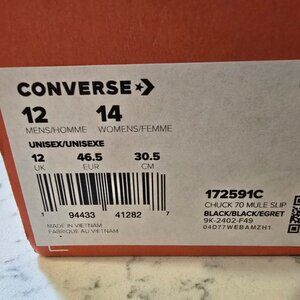 CONVERSE
12 14
MENS/HOMME WOMENS/FEMME
UNISEX/UNISEXE
12 46.5 30.5
UK EUR CM
172591C
CHUCK 70 MULE SLIP
BLACK/BLACK/EGRET
9K-2402-F49
04D77WEBAMZH1
1 94433 41282 7
MADE IN VIETNAM
FABRIQUE AU VIETNAM